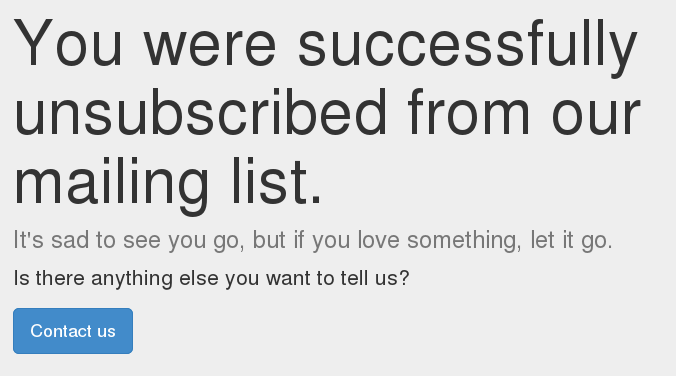 You were successfully
unsubscribed from our
mailing list.
It's sad to see you go, but if you love something, let it go.
Is there anything else you want to tell us?
Contact us